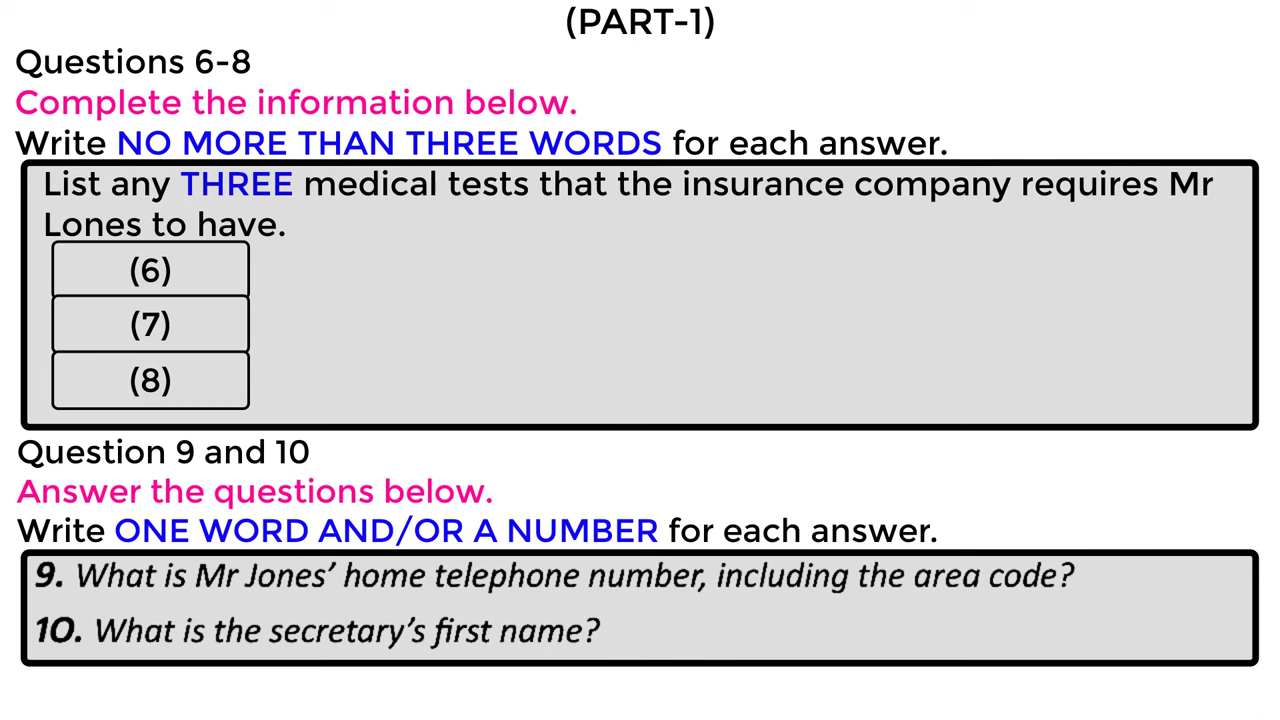 (PART-1)
Questions 6-8
Complete the information below.
Write NO MORE THAN THREE WORDS for each answer.
List any THREE medical tests that the insurance company requires Mr
Lones to have.
(6)
(7)
(8)
Question 9 and 10
Answer the questions below.
Write ONE WORD AND/OR A NUMBER for each answer.
9. What is Mr Jones' home telephone number, including the area code?
10. What is the secretary's first name?